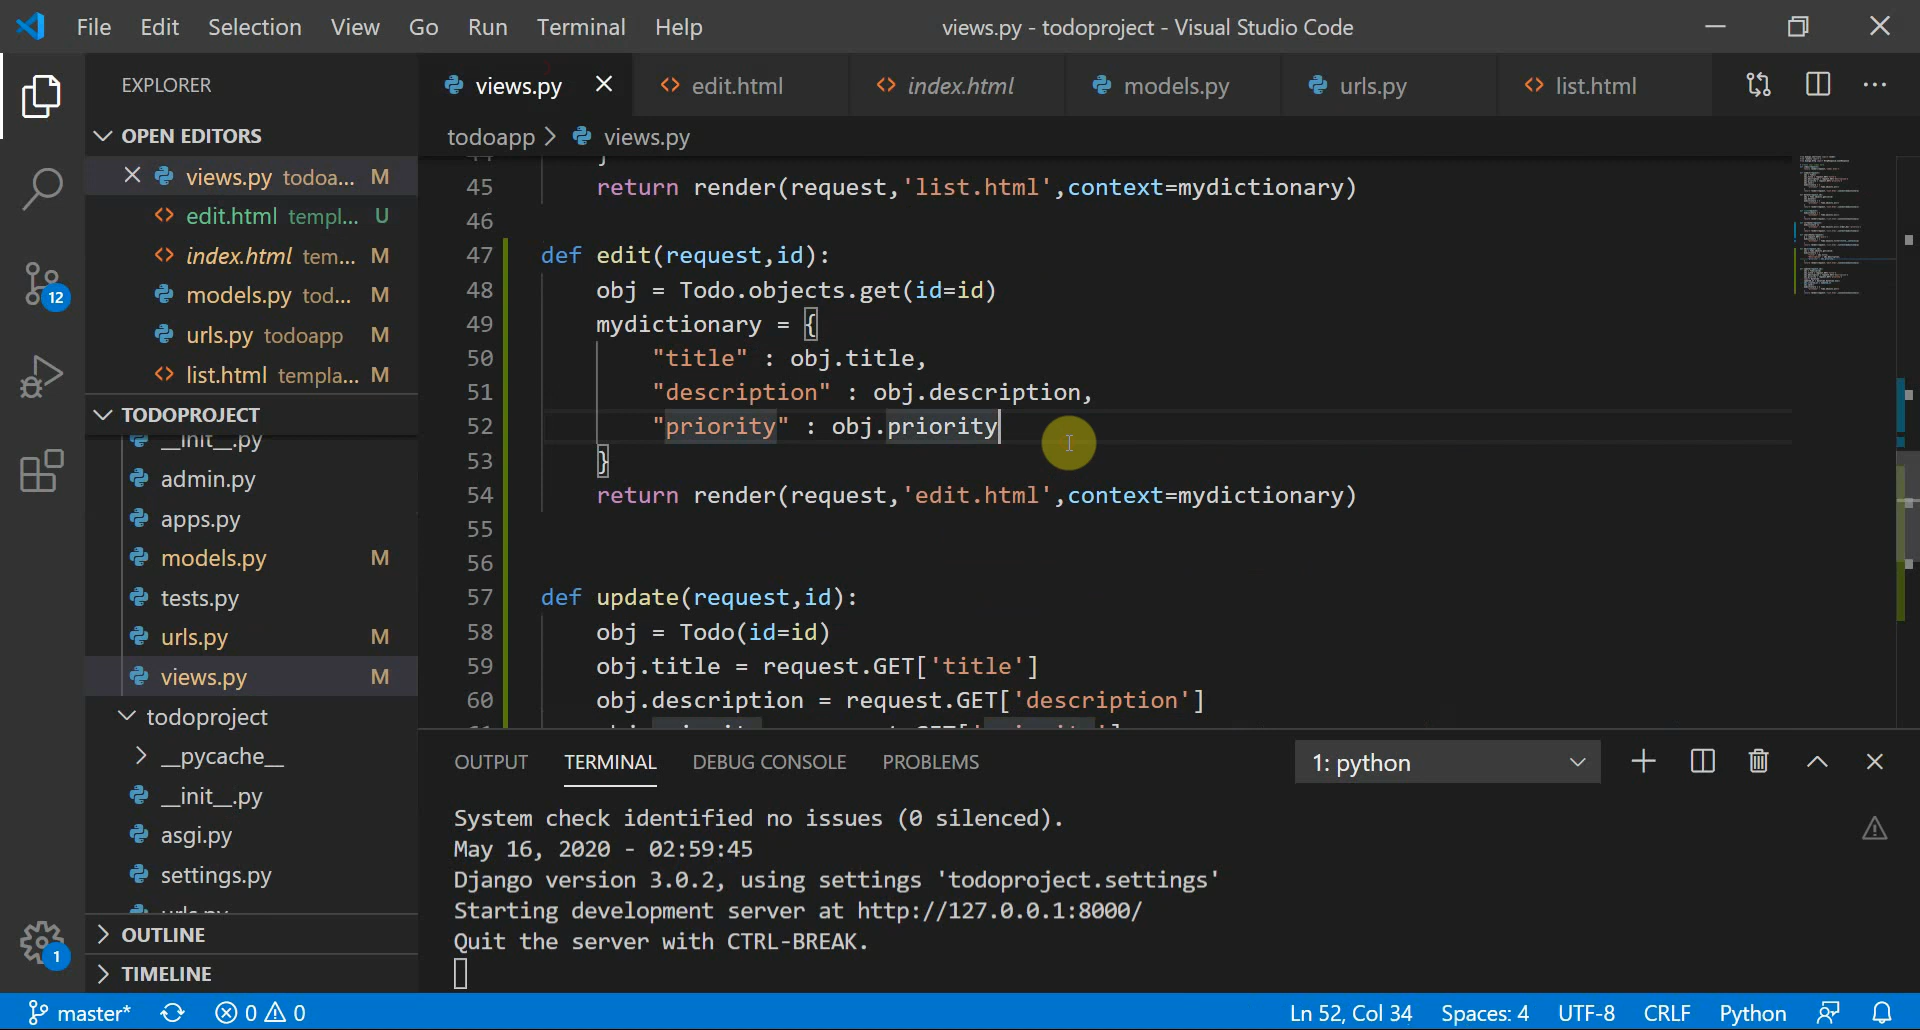 File Edit Selection View Go Run Terminal Help
views.py - todoproject - Visual Studio Code
EXPLORER
OPEN EDITORS
views.py todoa... M
edit.html templ... U
index.html tem... M
models.py tod... M
urls.py todoapp M
list.html templa... M
TODOPROJECT
__init__.py
admin.py
apps.py
models.py M
tests.py
urls.py M
views.py M
todoproject
__pycache__
__init__.py
asgi.py
settings.py
urls.py
OUTLINE
TIMELINE
12
1
views.py edit.html index.html models.py urls.py list.html
todoapp > views.py
44 }
45 return render(request,'list.html',context=mydictionary)
46
47 def edit(request,id):
48 obj = Todo.objects.get(id=id)
49 mydictionary = {
50 "title" : obj.title,
51 "description" : obj.description,
52 "priority" : obj.priority
53 }
54 return render(request,'edit.html',context=mydictionary)
55
56
57 def update(request,id):
58 obj = Todo(id=id)
59 obj.title = request.GET['title']
60 obj.description = request.GET['description']
OUTPUT TERMINAL DEBUG CONSOLE PROBLEMS
1: python
System check identified no issues (0 silenced).
May 16, 2020 - 02:59:45
Django version 3.0.2, using settings 'todoproject.settings'
Starting development server at http://127.0.0.1:8000/
Quit the server with CTRL-BREAK.
master* 0 0
Ln 52, Col 34 Spaces: 4 UTF-8 CRLF Python